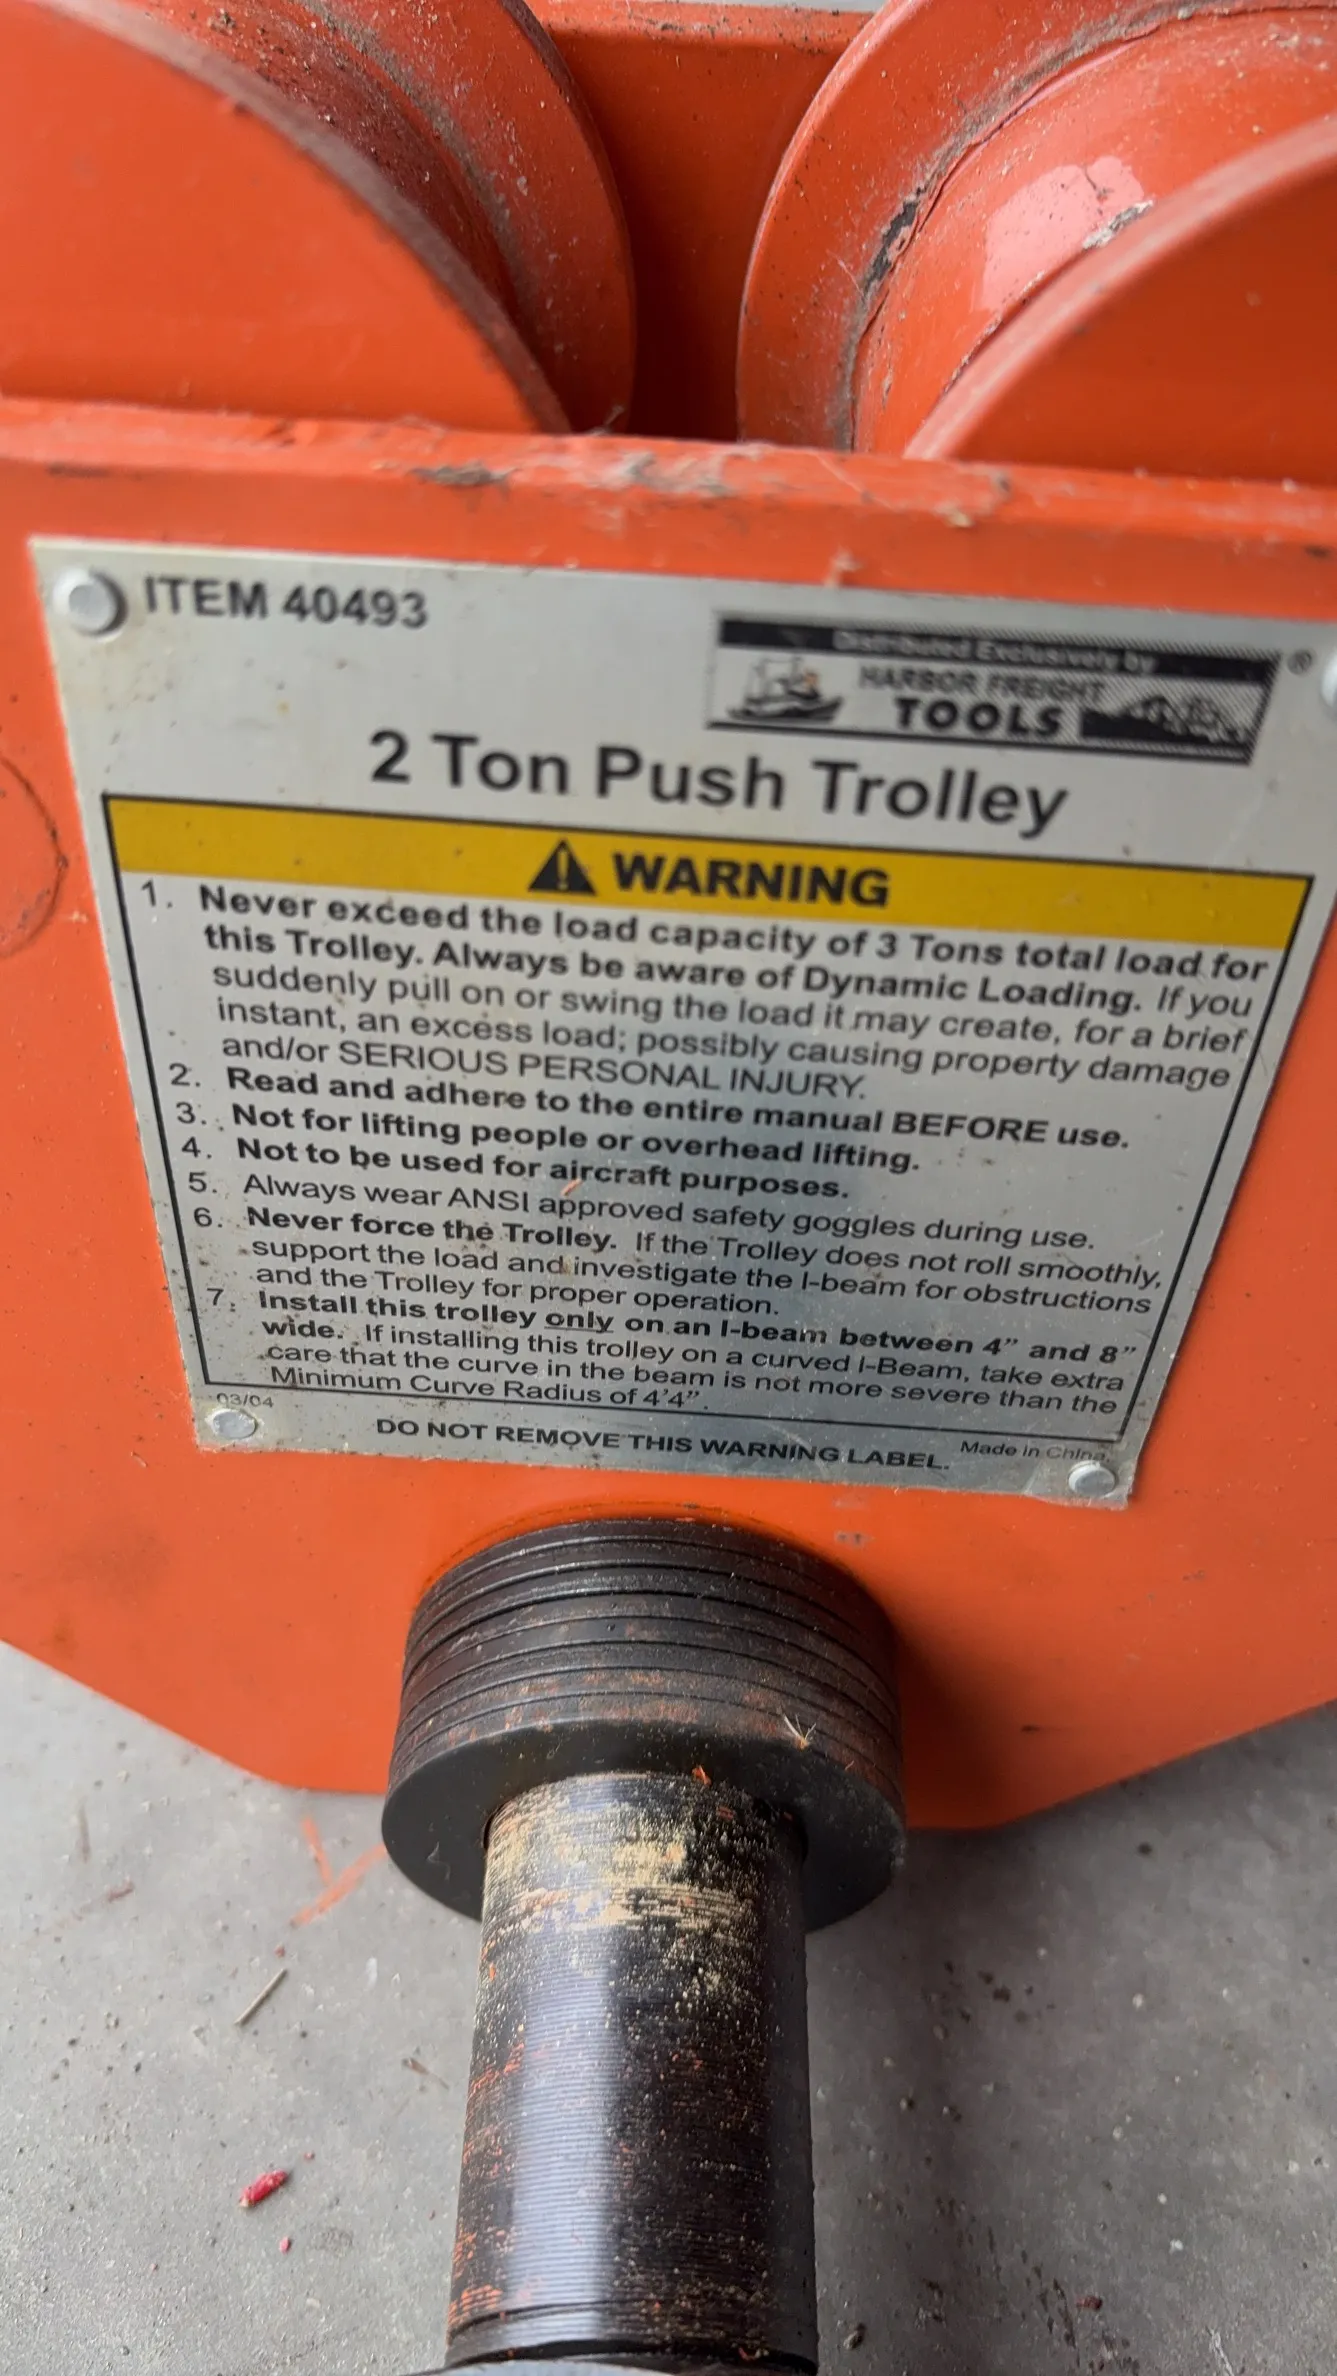 ITEM 40493
Distributed Exclusively by
HARBOR FREIGHT
TOOLS
®
2 Ton Push Trolley
WARNING
1. Never exceed the load capacity of 3 Tons total load for
this Trolley. Always be aware of Dynamic Loading. If you
suddenly pull on or swing the load it may create, for a brief
instant, an excess load; possibly causing property damage
and/or SERIOUS PERSONAL INJURY.
2. Read and adhere to the entire manual BEFORE use.
3. Not for lifting people or overhead lifting.
4. Not to be used for aircraft purposes.
5. Always wear ANSI approved safety goggles during use.
6. Never force the Trolley. If the Trolley does not roll smoothly,
support the load and investigate the I-beam for obstructions
and the Trolley for proper operation.
7. Install this trolley only on an I-beam between 4" and 8"
wide. If installing this trolley on a curved I-Beam, take extra
care that the curve in the beam is not more severe than the
Minimum Curve Radius of 4'4".
03/04
DO NOT REMOVE THIS WARNING LABEL.
Made in China.